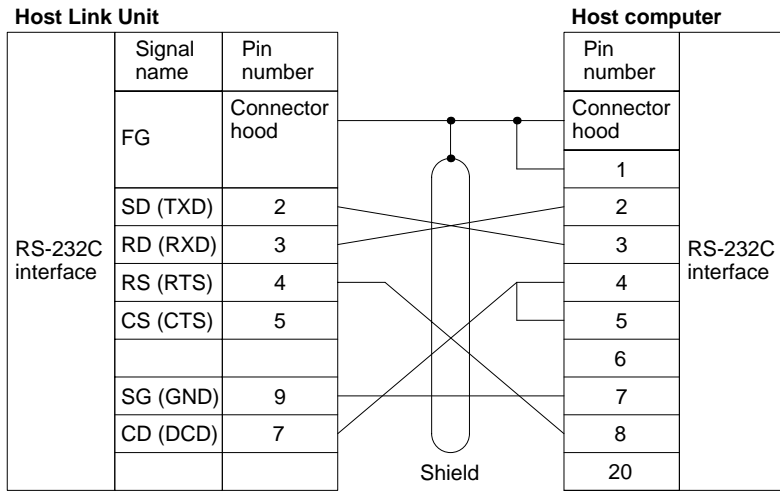 Host Link Unit
Host computer
Signal name
Pin number
Pin number
FG
Connector hood
Connector hood
1
SD (TXD) 2
2
RD (RXD) 3
3
RS (RTS) 4
4
CS (CTS) 5
5
6
SG (GND) 9
7
CD (DCD) 7
8
20
RS-232C interface
RS-232C interface
Shield